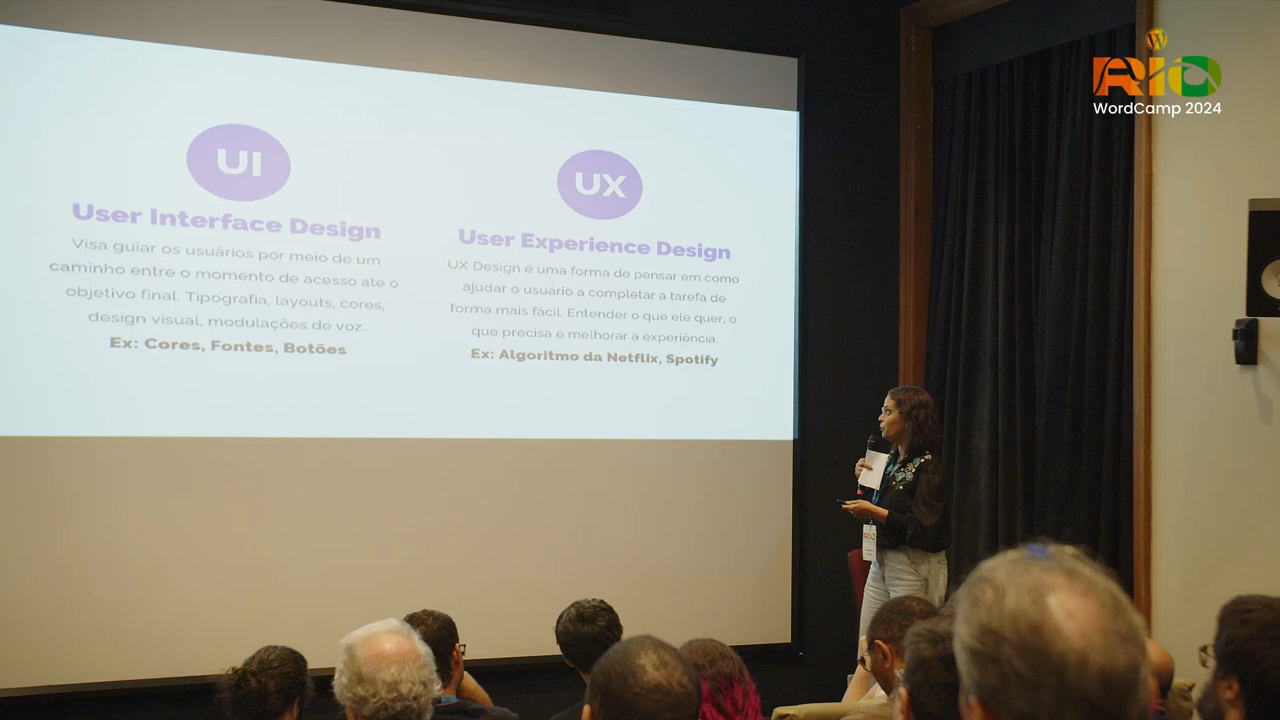 UI
User Interface Design
Visa guiar os usuários por meio de um
caminho entre o momento de acesso até o
objetivo final. Tipografia, layouts, cores,
design visual, modulações de voz.
Ex: Cores, Fontes, Botões
UX
User Experience Design
UX Design é uma forma de pensar em como
ajudar o usuário a completar a tarefa de
forma mais fácil. Entender o que ele quer, o
que precisa e melhorar a experiência.
Ex: Algoritmo da Netflix, Spotify
W
RIO
WordCamp 2024
RIO